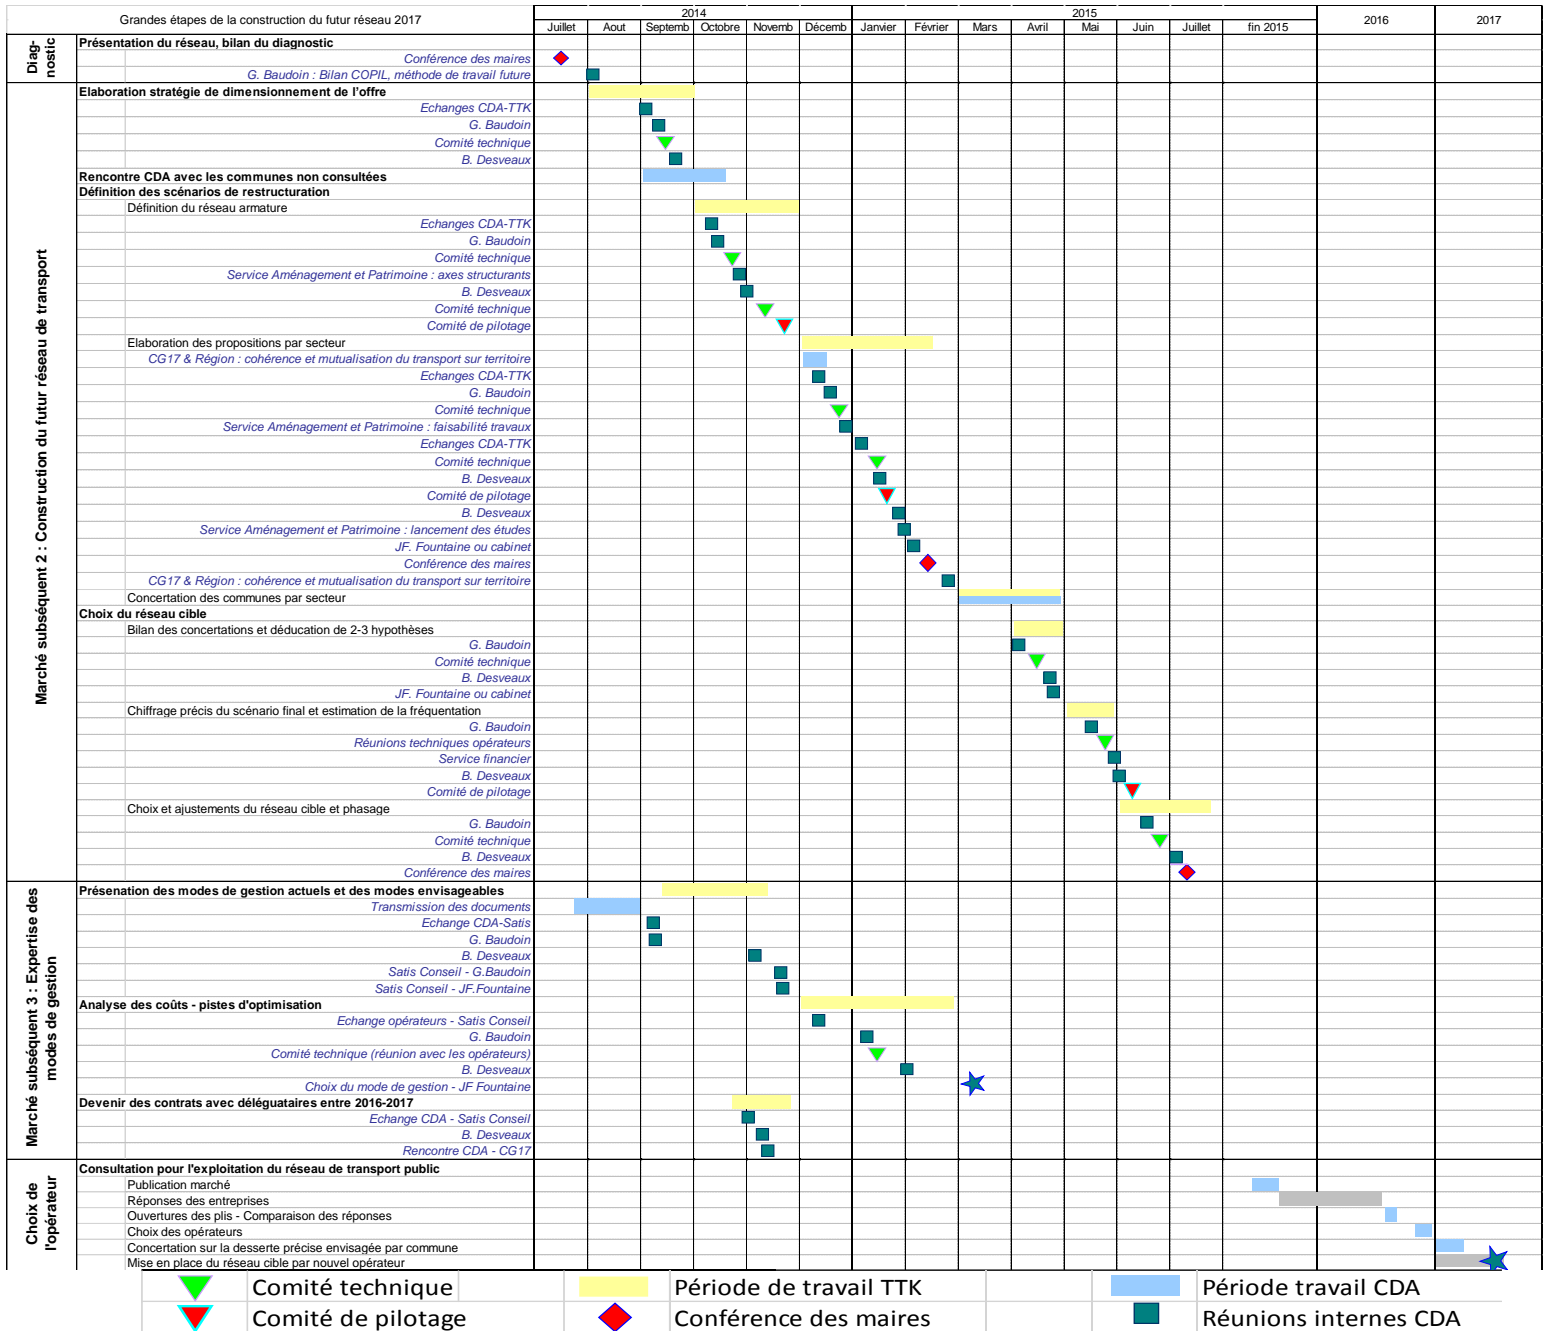 Grandes étapes de la construction du futur réseau 2017
2014
2015
2016
2017
Juillet
Aout
Septemb
Octobre
Novemb
Décemb
Janvier
Février
Mars
Avril
Mai
Juin
Juillet
fin 2015
Diag-
nostic
Présentation du réseau, bilan du diagnostic
Conférence des maires
G. Baudoin : Bilan COPIL, méthode de travail future
Marché subséquent 2 : Construction du futur réseau de transport
Elaboration stratégie de dimensionnement de l'offre
Echanges CDA-TTK
G. Baudoin
Comité technique
B. Desveaux
Rencontre CDA avec les communes non consultées
Définition des scénarios de restructuration
Définition du réseau armature
Echanges CDA-TTK
G. Baudoin
Comité technique
Service Aménagement et Patrimoine : axes structurants
B. Desveaux
Comité technique
Comité de pilotage
Elaboration des propositions par secteur
CG17 & Région : cohérence et mutualisation du transport sur territoire
Echanges CDA-TTK
G. Baudoin
Comité technique
Service Aménagement et Patrimoine : faisabilité travaux
Echanges CDA-TTK
Comité technique
B. Desveaux
Comité de pilotage
B. Desveaux
Service Aménagement et Patrimoine : lancement des études
JF. Fountaine ou cabinet
Conférence des maires
CG17 & Région : cohérence et mutualisation du transport sur territoire
Concertation des communes par secteur
Choix du réseau cible
Bilan des concertations et déducation de 2-3 hypothèses
G. Baudoin
Comité technique
B. Desveaux
JF. Fountaine ou cabinet
Chiffrage précis du scénario final et estimation de la fréquentation
G. Baudoin
Réunions techniques opérateurs
Service financier
B. Desveaux
Comité de pilotage
Choix et ajustements du réseau cible et phasage
G. Baudoin
Comité technique
B. Desveaux
Conférence des maires
Marché subséquent 3 : Expertise des
modes de gestion
Présenation des modes de gestion actuels et des modes envisageables
Transmission des documents
Echange CDA-Satis
G. Baudoin
B. Desveaux
Satis Conseil - G.Baudoin
Satis Conseil - JF.Fountaine
Analyse des coûts - pistes d'optimisation
Echange opérateurs - Satis Conseil
G. Baudoin
Comité technique (réunion avec les opérateurs)
B. Desveaux
Choix du mode de gestion - JF Fountaine
Devenir des contrats avec déléguataires entre 2016-2017
Echange CDA - Satis Conseil
B. Desveaux
Rencontre CDA - CG17
Choix de
l'opérateur
Consultation pour l'exploitation du réseau de transport public
Publication marché
Réponses des entreprises
Ouvertures des plis - Comparaison des réponses
Choix des opérateurs
Concertation sur la desserte précise envisagée par commune
Mise en place du réseau cible par nouvel opérateur
Comité technique
Période de travail TTK
Période travail CDA
Comité de pilotage
Conférence des maires
Réunions internes CDA